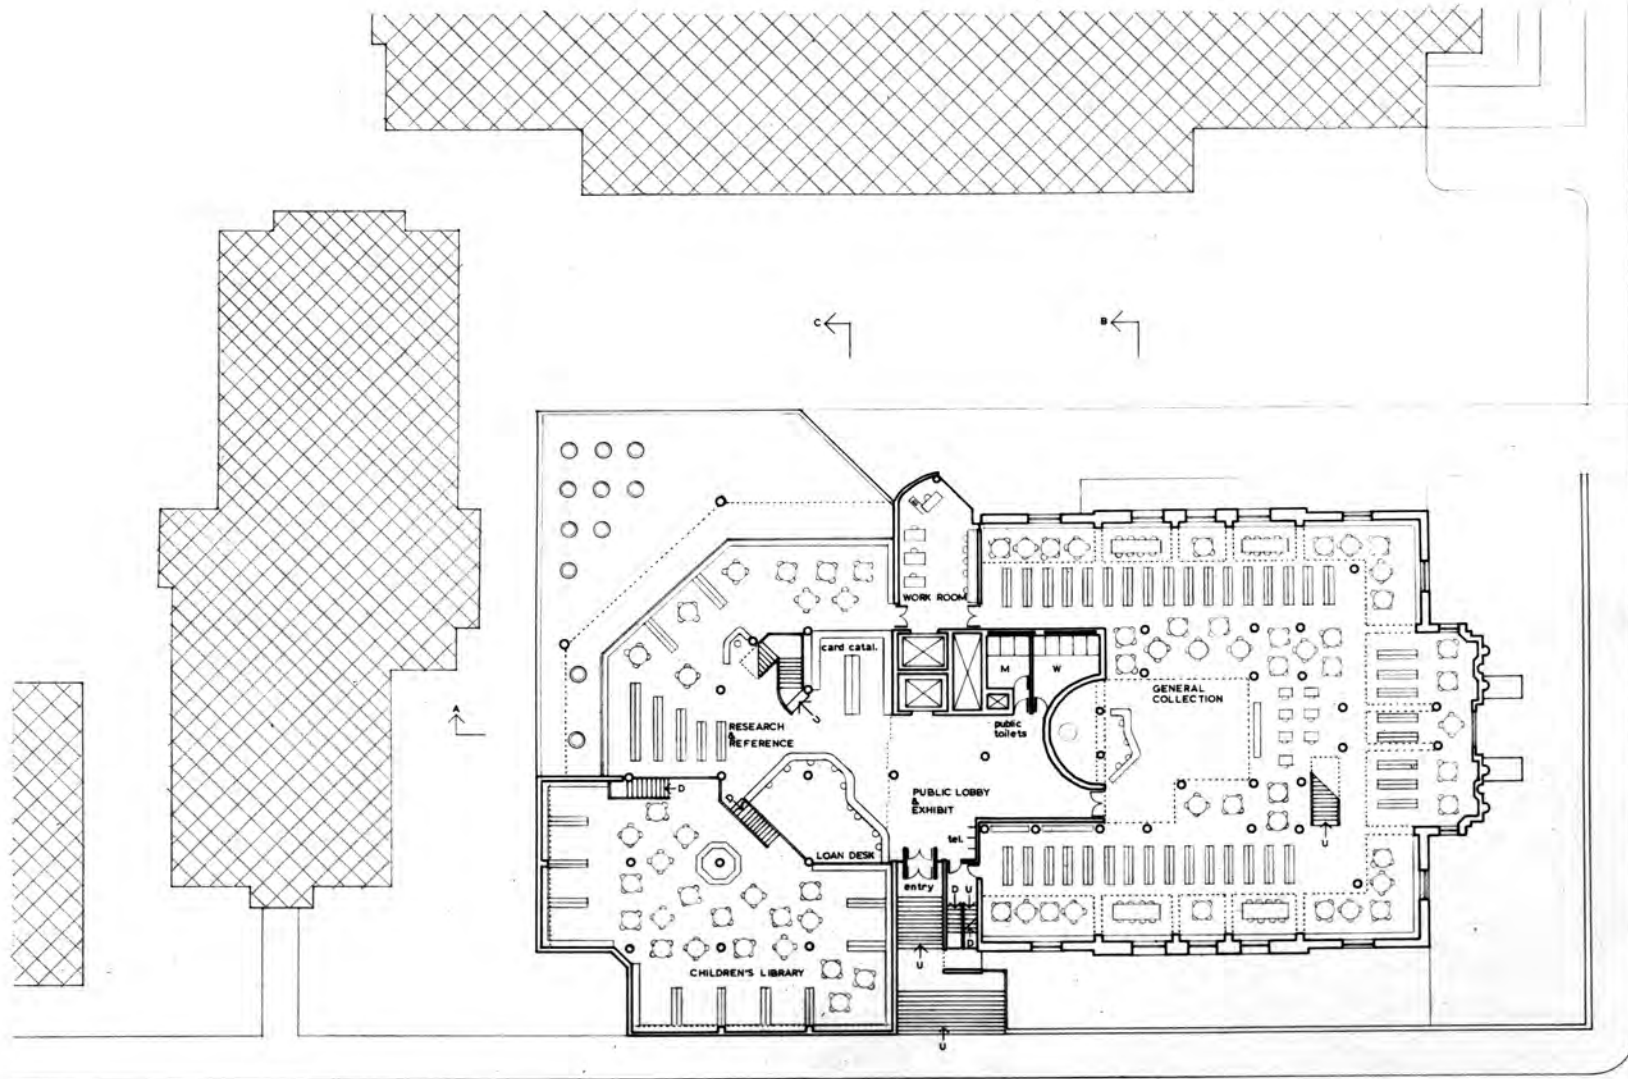 C
B
WORK ROOM
card catal.
M
W
GENERAL
COLLECTION
A
U
public
toilets
RESEARCH
&
REFERENCE
D
D
PUBLIC LOBBY
&
EXHIBIT
tel.
U
LOAN DESK
entry
D U
D
U
CHILDREN'S LIBRARY
U